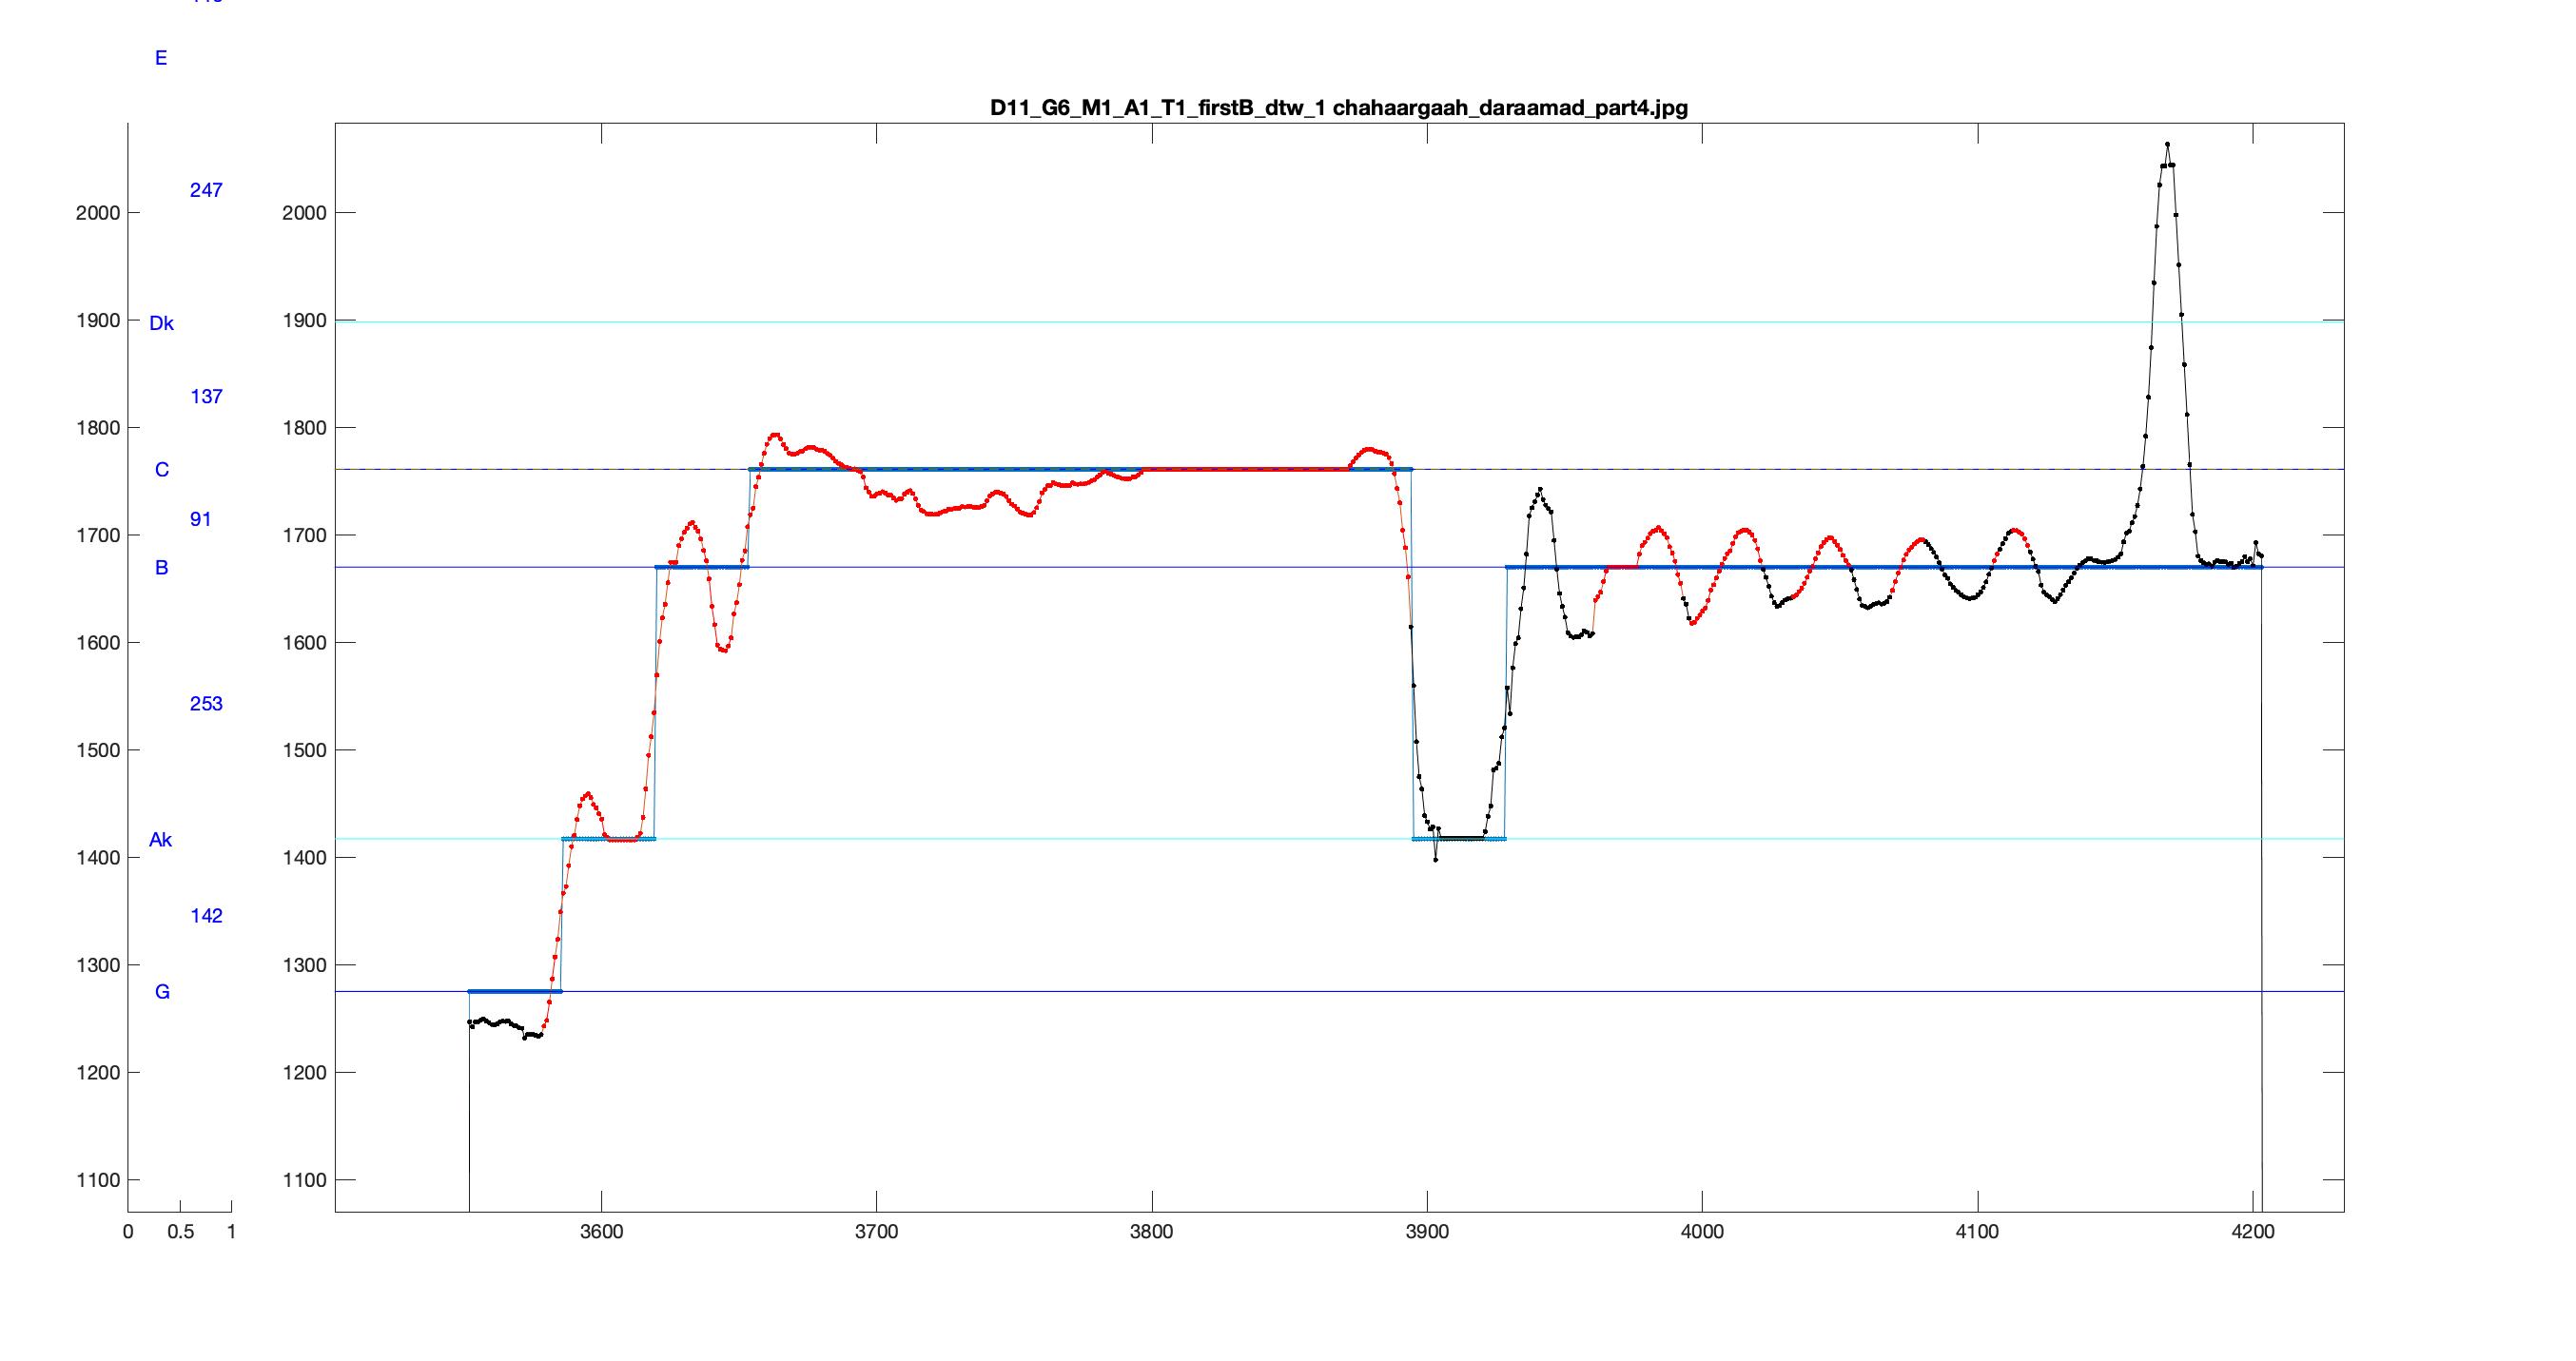 E
D11_G6_M1_A1_T1_firstB_dtw_1 chahaargaah_daraamad_part4.jpg
247
2000 2000
1900 Dk 1900
137
1800 1800
C
91
1700 1700
B
1600 1600
253
1500 1500
Ak
1400 1400
142
1300 1300
G
1200 1200
1100 1100
0 0.5 1 3600 3700 3800 3900 4000 4100 4200